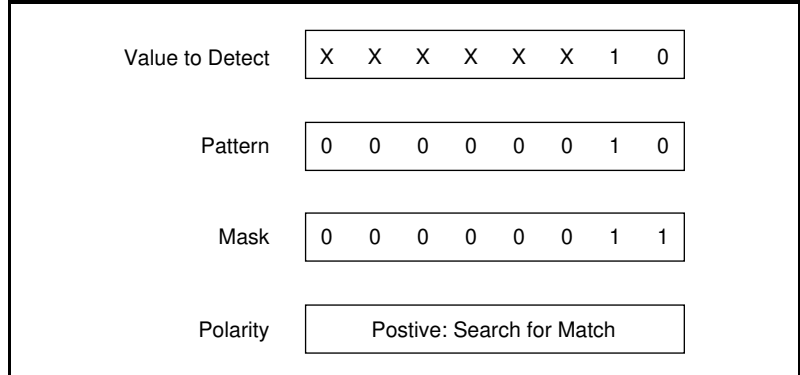 Value to Detect X X X X X X 1 0
Pattern 0 0 0 0 0 0 1 0
Mask 0 0 0 0 0 0 1 1
Polarity Postive: Search for Match